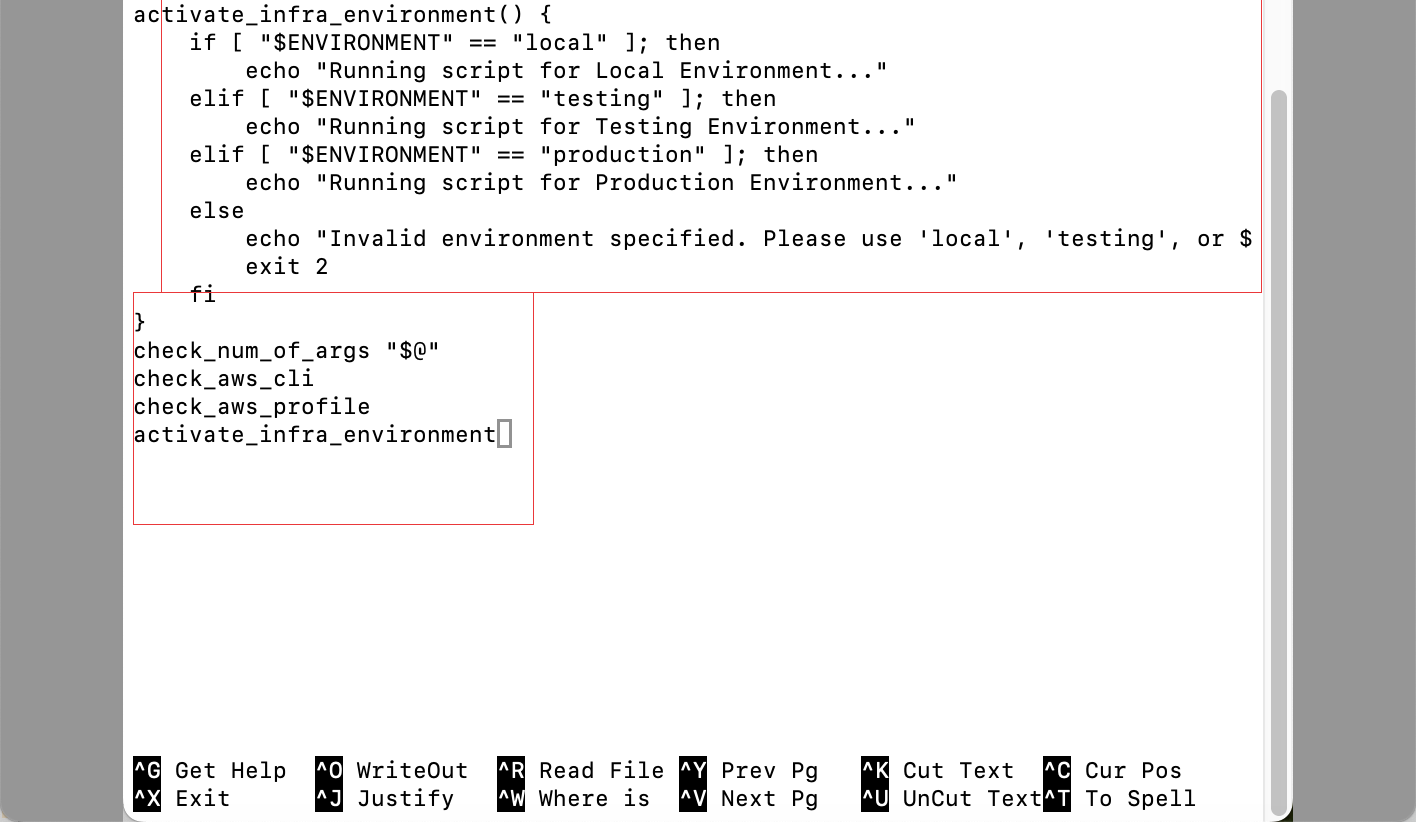 activate_infra_environment() {
    if [ "$ENVIRONMENT" == "local" ]; then
        echo "Running script for Local Environment..."
    elif [ "$ENVIRONMENT" == "testing" ]; then
        echo "Running script for Testing Environment..."
    elif [ "$ENVIRONMENT" == "production" ]; then
        echo "Running script for Production Environment..."
    else
        echo "Invalid environment specified. Please use 'local', 'testing', or $
        exit 2
    fi
}
check_num_of_args "$@"
check_aws_cli
check_aws_profile
activate_infra_environment
^G Get Help  ^O WriteOut  ^R Read File ^Y Prev Pg   ^K Cut Text  ^C Cur Pos
^X Exit      ^J Justify   ^W Where is  ^V Next Pg   ^U UnCut Text^T To Spell